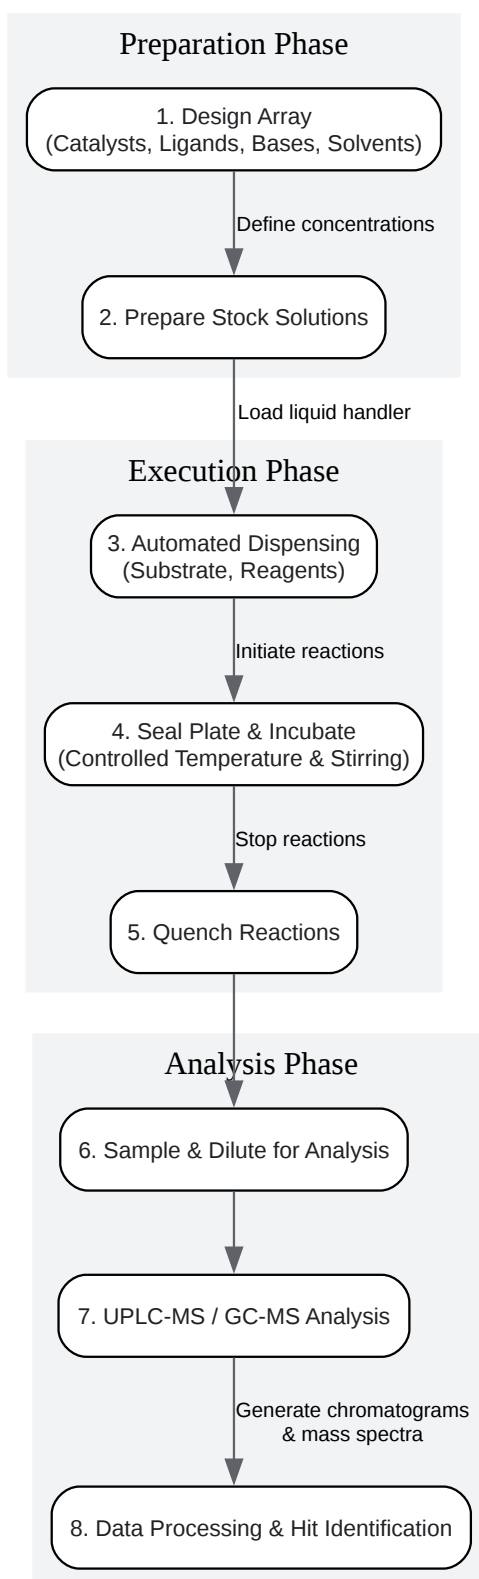 Preparation Phase
1. Design Array
(Catalysts, Ligands, Bases, Solvents)
Define concentrations
2. Prepare Stock Solutions
Load liquid handler
Execution Phase
3. Automated Dispensing
(Substrate, Reagents)
Initiate reactions
4. Seal Plate & Incubate
(Controlled Temperature & Stirring)
Stop reactions
5. Quench Reactions
Analysis Phase
6. Sample & Dilute for Analysis
7. UPLC-MS / GC-MS Analysis
Generate chromatograms
& mass spectra
8. Data Processing & Hit Identification